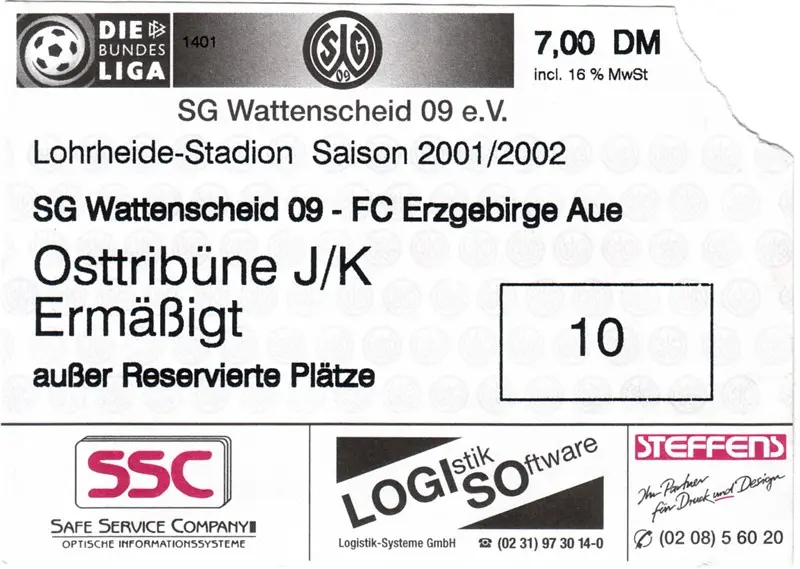 DIE
BUNDES
LIGA
1401
SG
09
7,00 DM
incl. 16 % MwSt
SG Wattenscheid 09 e.V.
Lohrheide-Stadion Saison 2001/2002
SG Wattenscheid 09 - FC Erzgebirge Aue
Osttribüne J/K
Ermäßigt
10
außer Reservierte Plätze
SSC
SAFE SERVICE COMPANY
OPTISCHE INFORMATIONSSYSTEME
LOGIstik
SOftware
Logistik-Systeme GmbH ☎ (02 31) 97 30 14-0
STEFFENS
Ihr Partner
für Druck und Design
✆ (02 08) 5 60 20